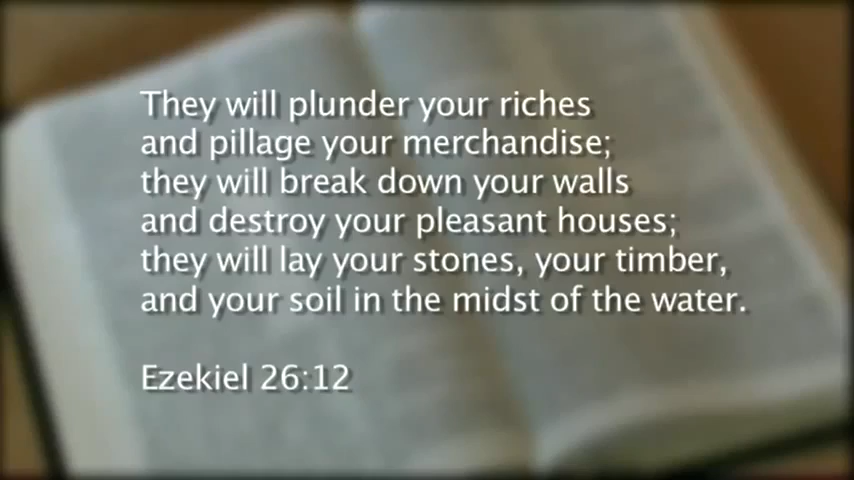 They will plunder your riches
and pillage your merchandise;
they will break down your walls
and destroy your pleasant houses;
they will lay your stones, your timber,
and your soil in the midst of the water.
Ezekiel 26:12